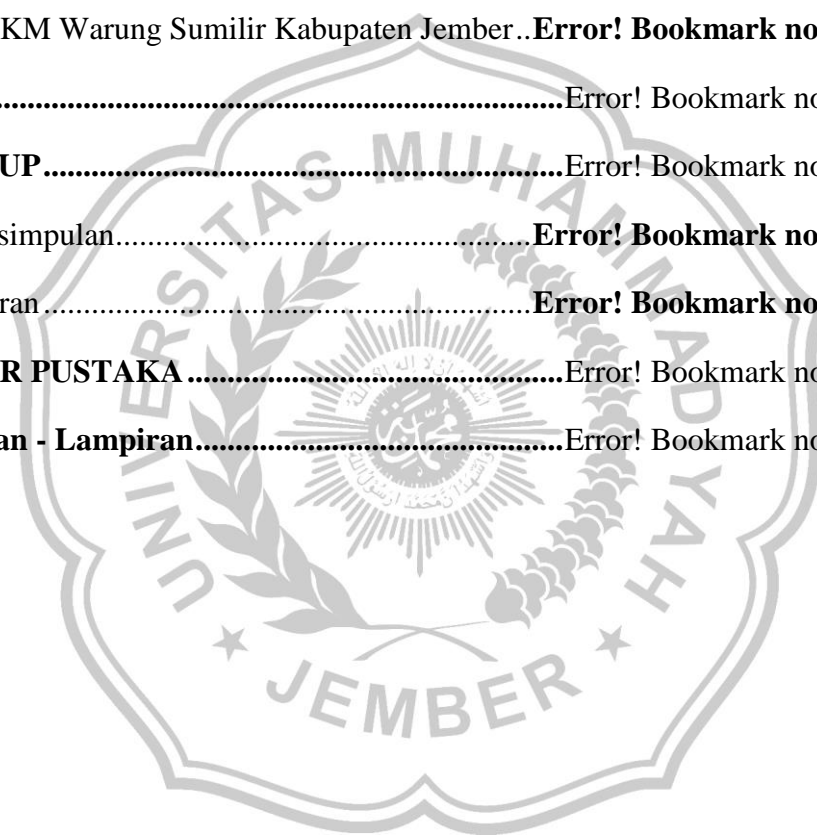 KM Warung Sumilir Kabupaten Jember..Error! Bookmark no
..........................................................................Error! Bookmark no
UP..................................................................Error! Bookmark no
simpulan.....................................................Error! Bookmark no
ran..............................................................Error! Bookmark no
R PUSTAKA................................................Error! Bookmark no
an - Lampiran...............................................Error! Bookmark no
UNIVERSITAS MUHAMMADIYAH
JEMBER